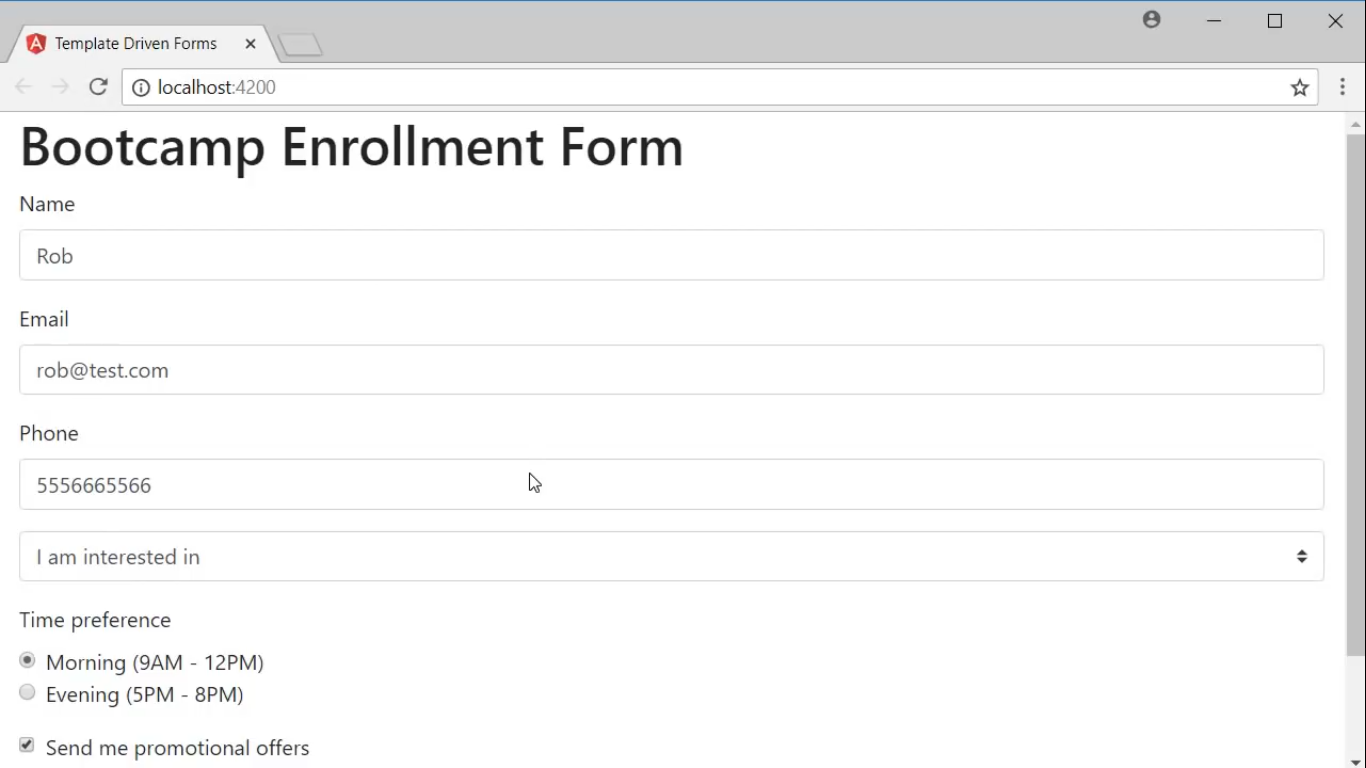 Template Driven Forms
localhost:4200
Bootcamp Enrollment Form
Name
Rob
Email
rob@test.com
Phone
5556665566
I am interested in
Time preference
Morning (9AM - 12PM)
Evening (5PM - 8PM)
Send me promotional offers